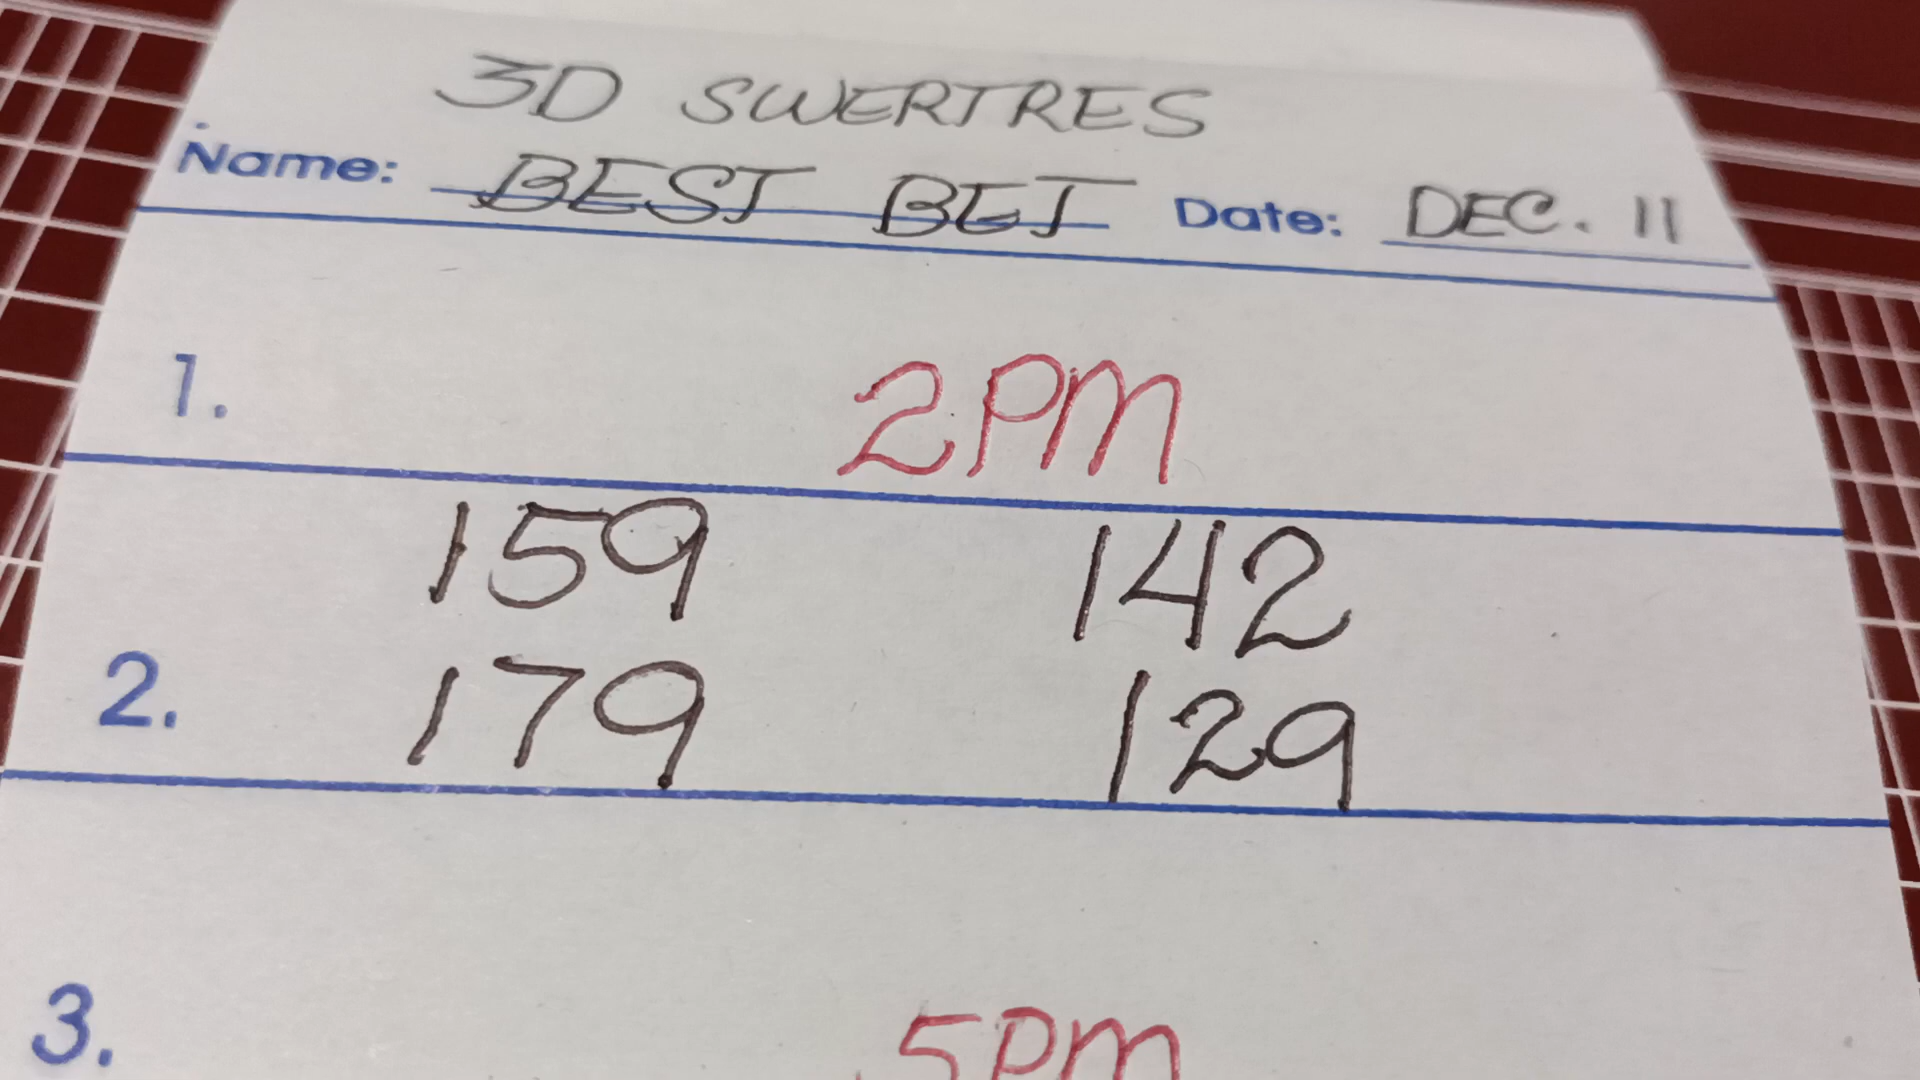 3D SWERTRES
Name: BEST BET Date: DEC. 11
1. 2PM
159 142
2. 179 129
3. 5PM